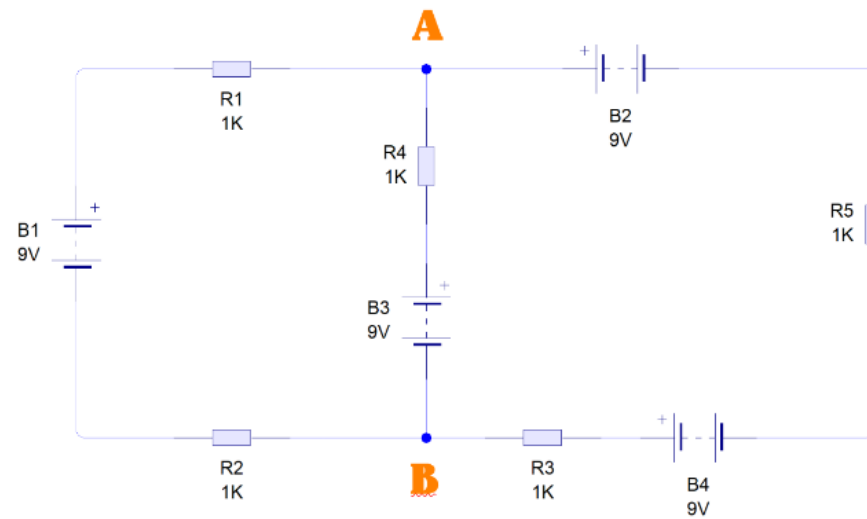 A
+
R1
1K
B2
9V
R4
1K
+
B1
9V
R5
1K
+
B3
9V
+
R2
1K
B
R3
1K
B4
9V